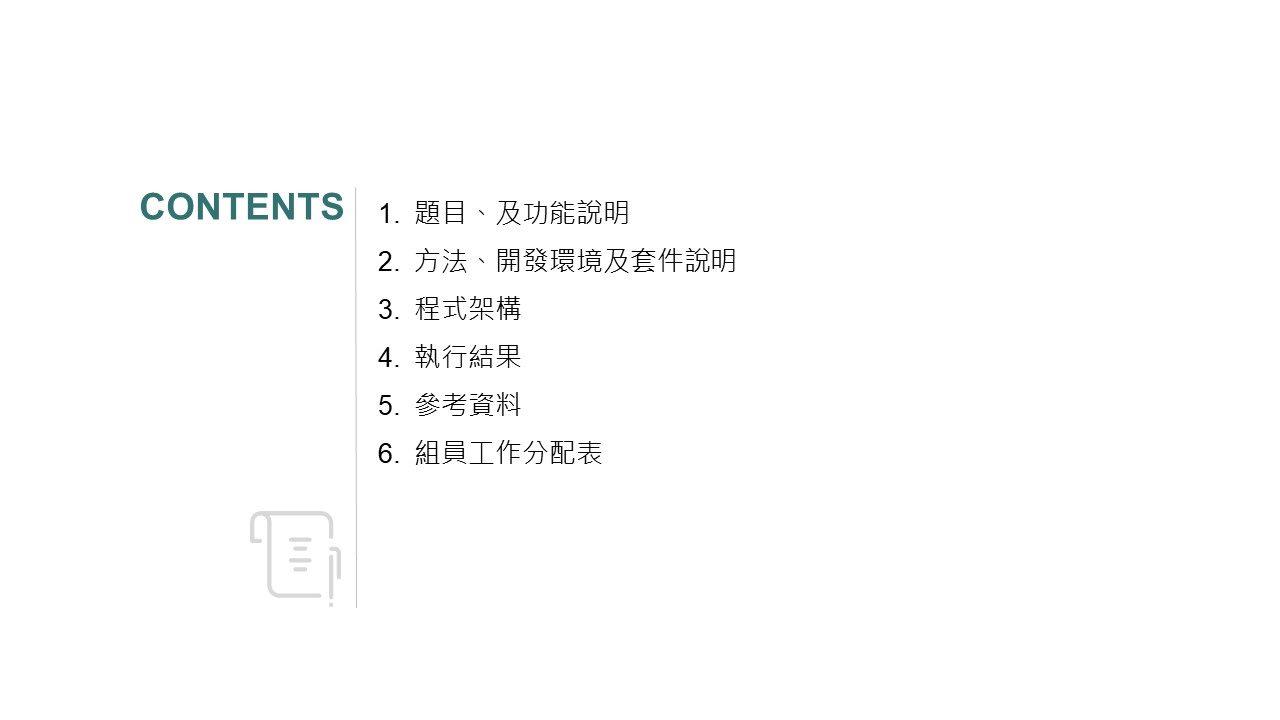 CONTENTS
1. 題目、及功能說明
2. 方法、開發環境及套件說明
3. 程式架構
4. 執行結果
5. 參考資料
6. 組員工作分配表